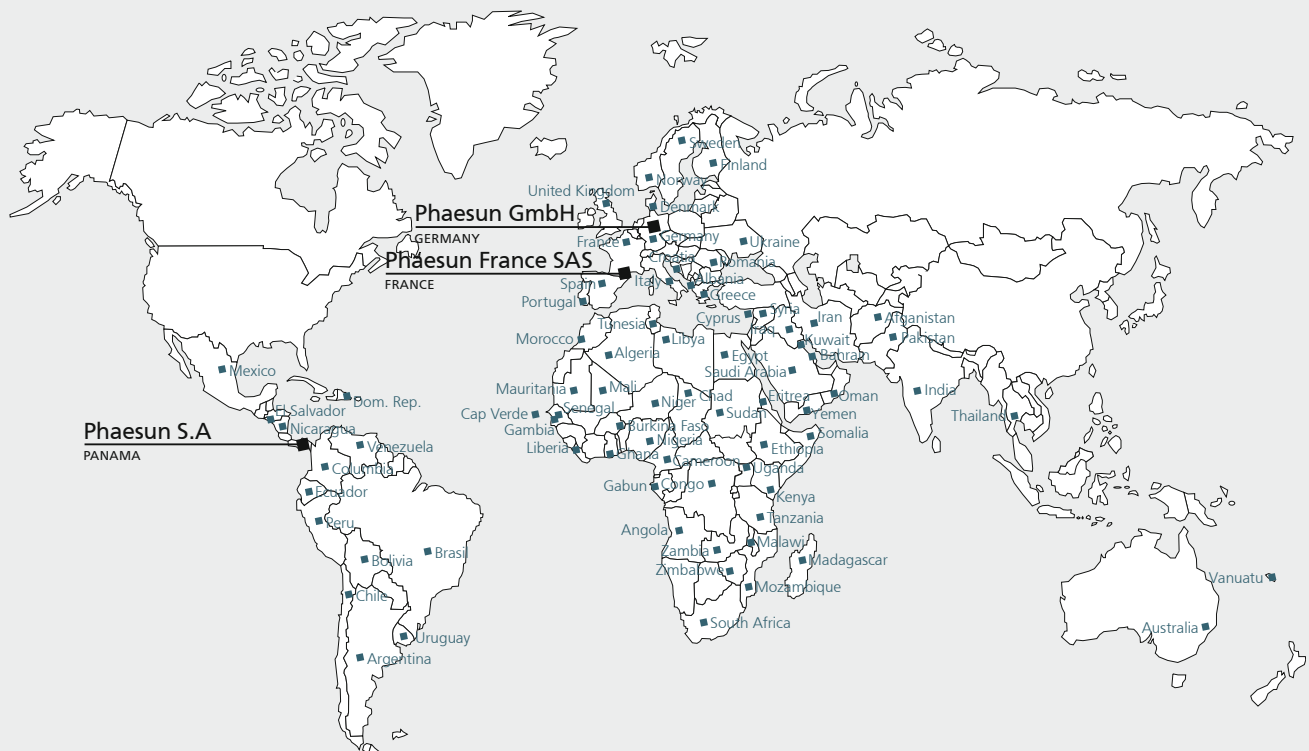 Sweden
Finland
Norway
United Kingdom
Denmark
Phaesun GmbH
GERMANY
Germany
France
Ukraine
Croatia
Romania
Phaesun France SAS
FRANCE
Italy
Albania
Spain
Greece
Portugal
Cyprus
Syria
Iran
Afganistan
Tunesia
Iraq
Pakistan
Morocco
Libya
Kuwait
Algeria
Egypt
Bahrain
Saudi Arabia
Mexico
Mauritania
Mali
Chad
Eritrea
Oman
India
Dom. Rep.
Niger
El Salvador
Cap Verde
Senegal
Sudan
Yemen
Thailand
Nicaragua
Gambia
Burkina Faso
Somalia
Phaesun S.A
PANAMA
Venezuela
Liberia
Nigeria
Ghana
Ethiopia
Columbia
Cameroon
Uganda
Ecuador
Gabun
Congo
Kenya
Peru
Tanzania
Angola
Malawi
Brasil
Zambia
Bolivia
Madagascar
Zimbabwe
Vanuatu
Mozambique
Chile
South Africa
Australia
Uruguay
Argentina